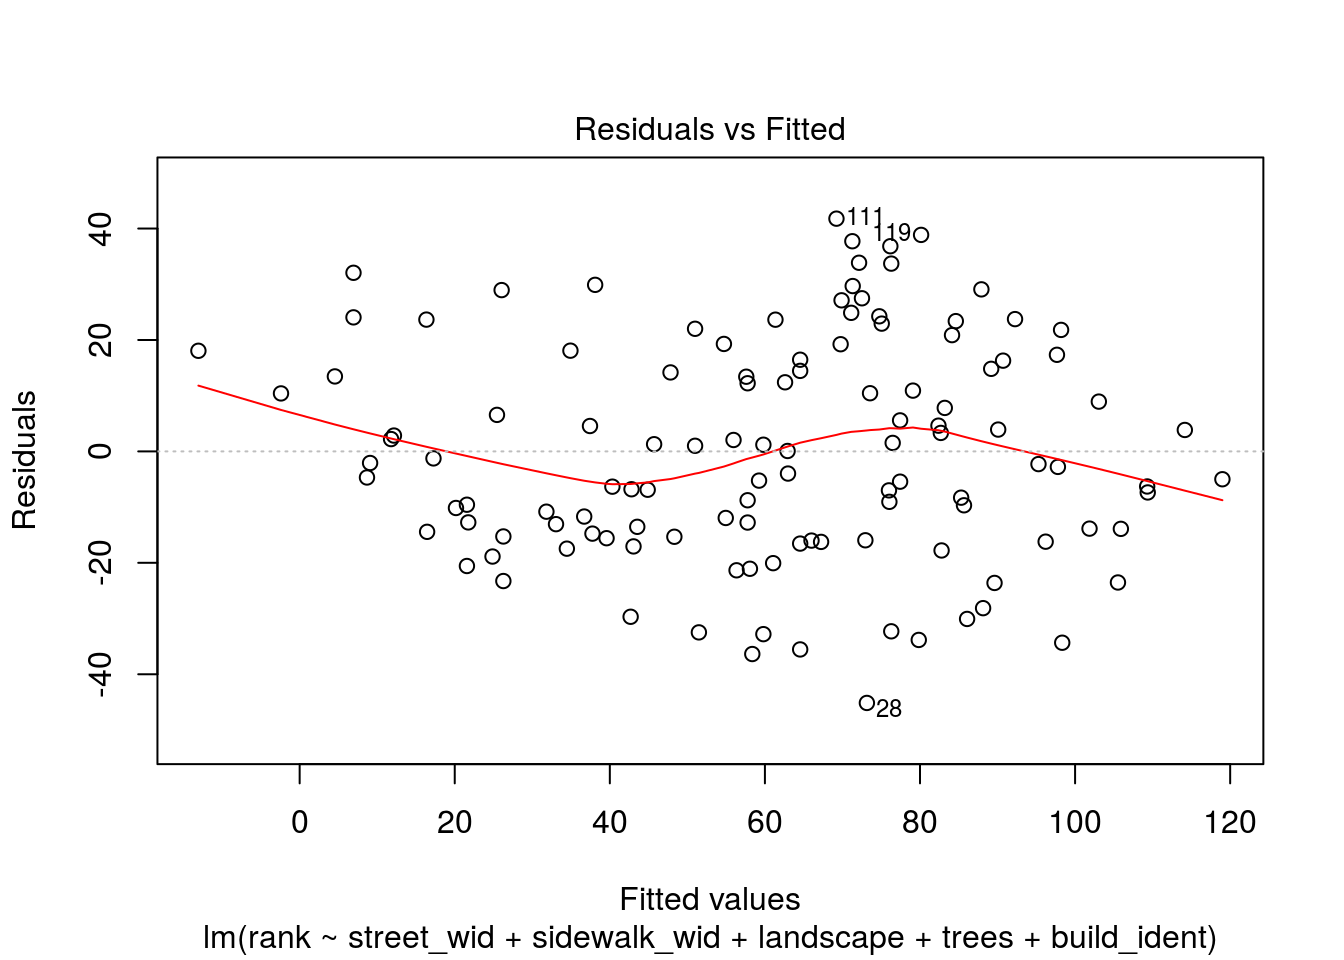 Residuals vs Fitted
40
20
0
-20
-40
Residuals
111
119
28
0 20 40 60 80 100 120
Fitted values
lm(rank ~ street_wid + sidewalk_wid + landscape + trees + build_ident)